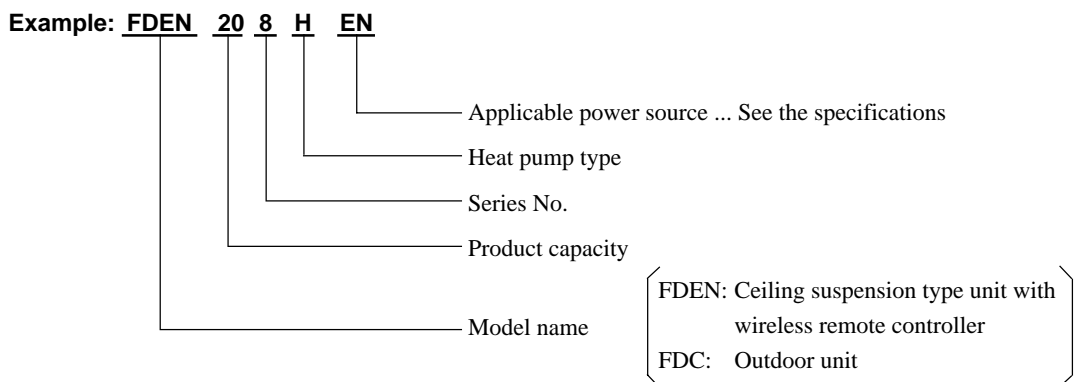 Example: FDEN 20 8 H EN
Applicable power source ... See the specifications
Heat pump type
Series No.
Product capacity
Model name
FDEN: Ceiling suspension type unit with
wireless remote controller
FDC: Outdoor unit